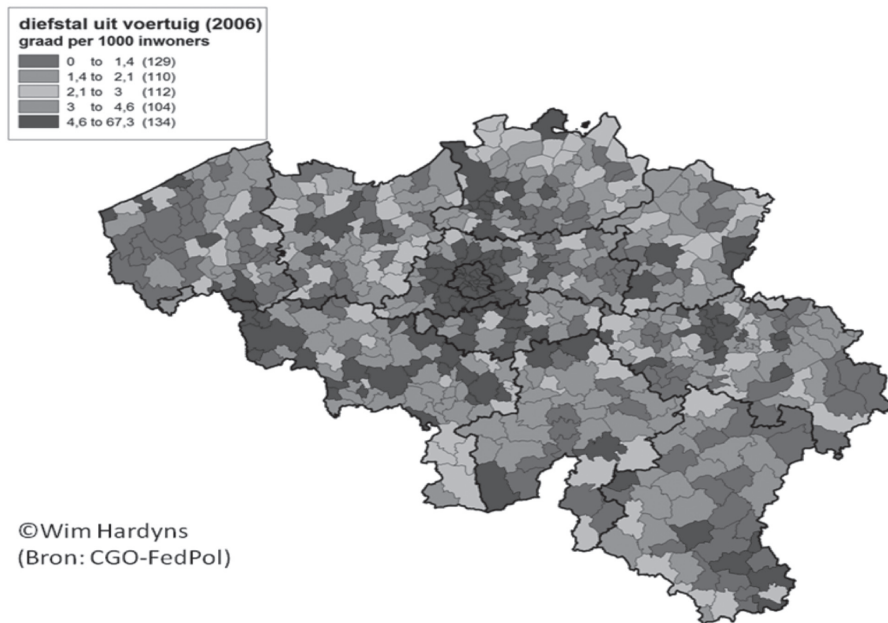 diefstal uit voertuig (2006)
graad per 1000 inwoners
0 to 1,4 (129)
1,4 to 2,1 (110)
2,1 to 3 (112)
3 to 4,6 (104)
4,6 to 67,3 (134)
©Wim Hardyns
(Bron: CGO-FedPol)